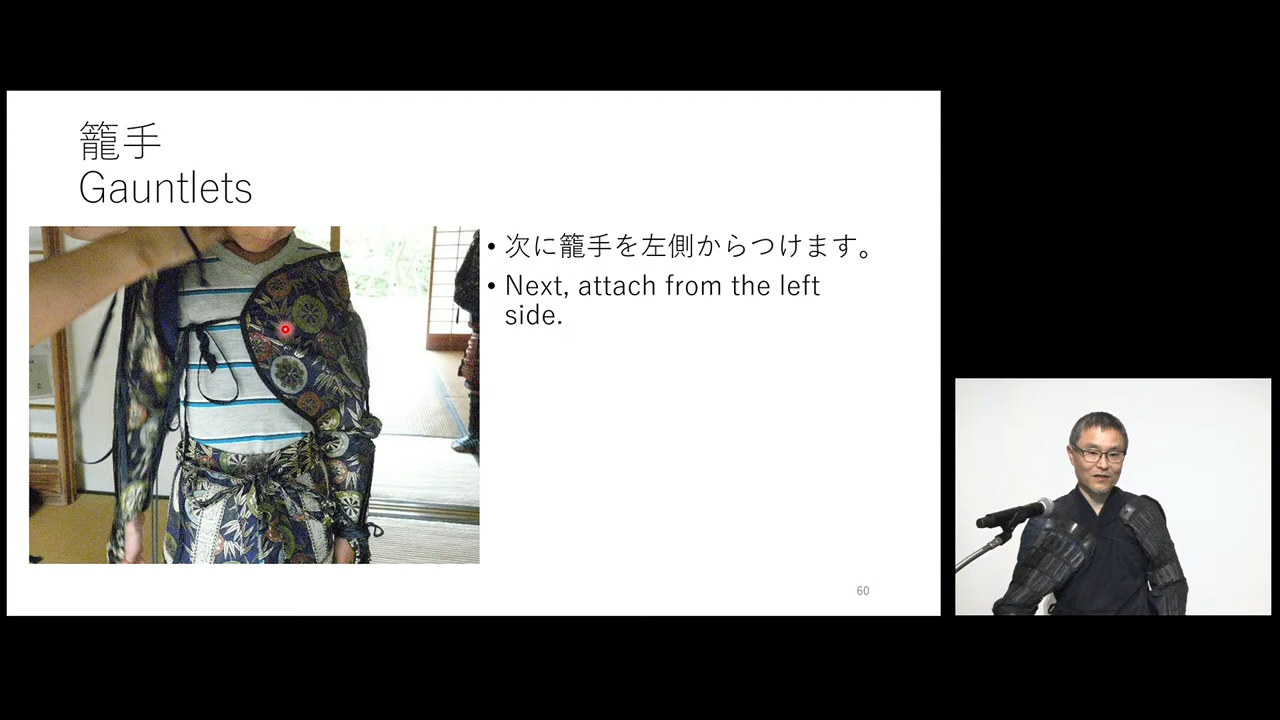 籠手
Gauntlets
• 次に籠手を左側からつけます。
• Next, attach from the left
side.
60